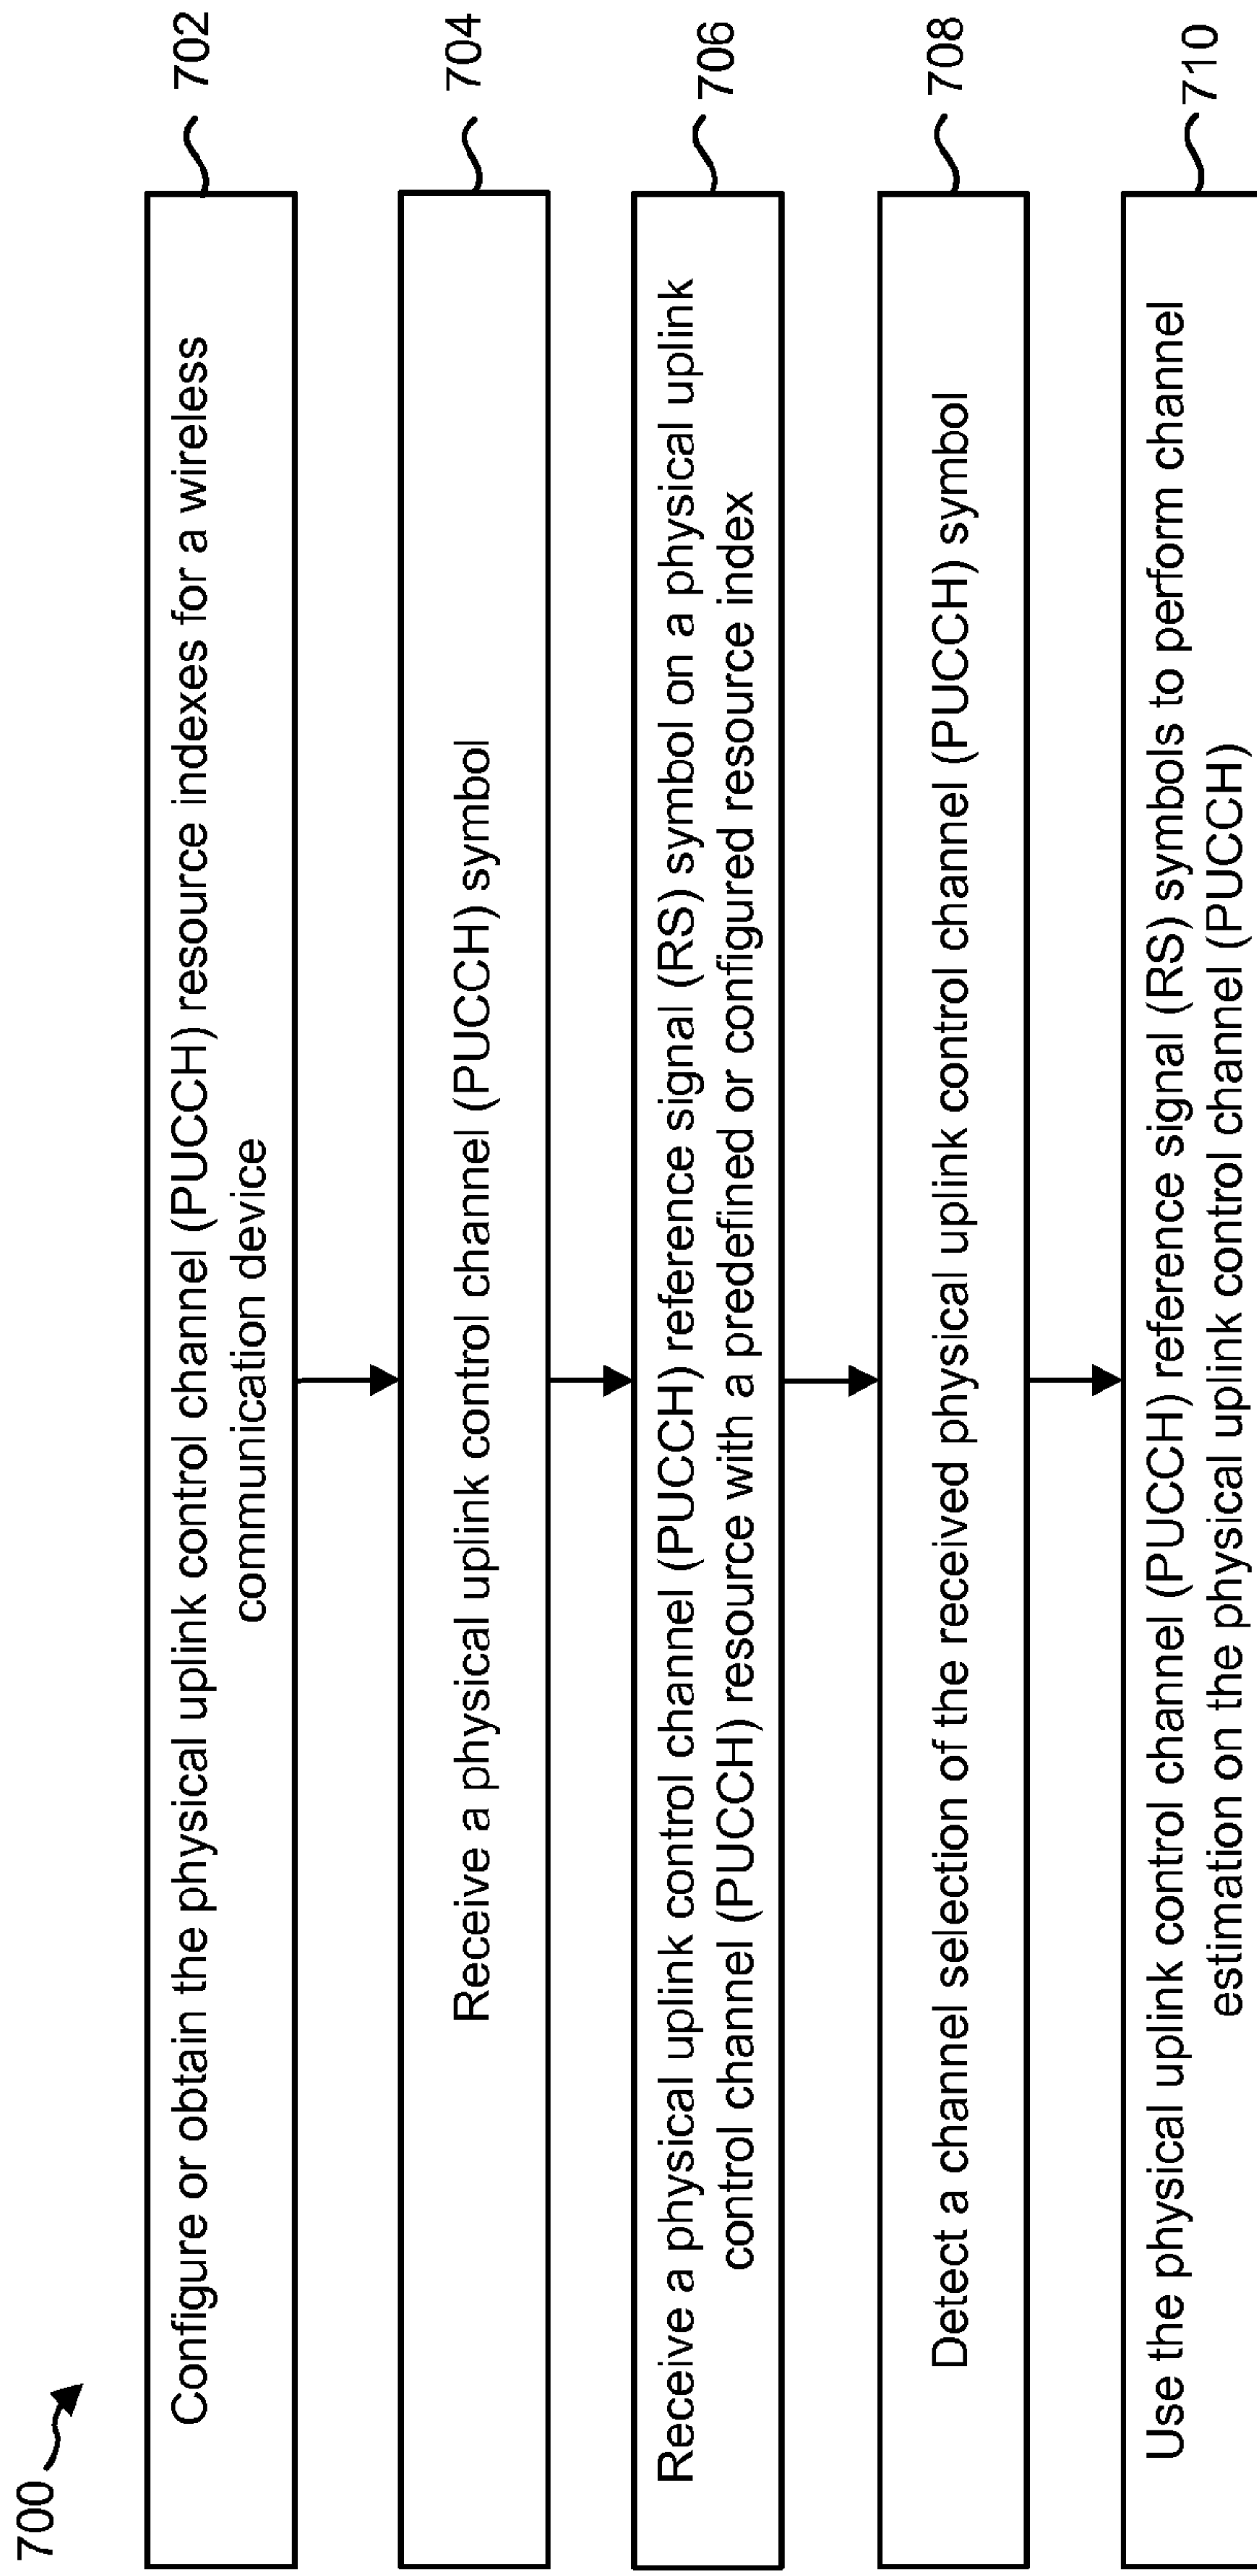 700
Configure or obtain the physical uplink control channel (PUCCH) resource indexes for a wireless
communication device
702
Receive a physical uplink control channel (PUCCH) symbol
704
Receive a physical uplink control channel (PUCCH) reference signal (RS) symbol on a physical uplink
control channel (PUCCH) resource with a predefined or configured resource index
706
Detect a channel selection of the received physical uplink control channel (PUCCH) symbol
708
Use the physical uplink control channel (PUCCH) reference signal (RS) symbols to perform channel
estimation on the physical uplink control channel (PUCCH)
710